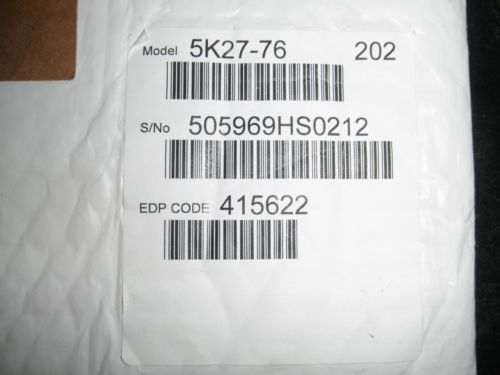 Model 5K27-76 202
S/No 505969HS0212
EDP CODE 415622